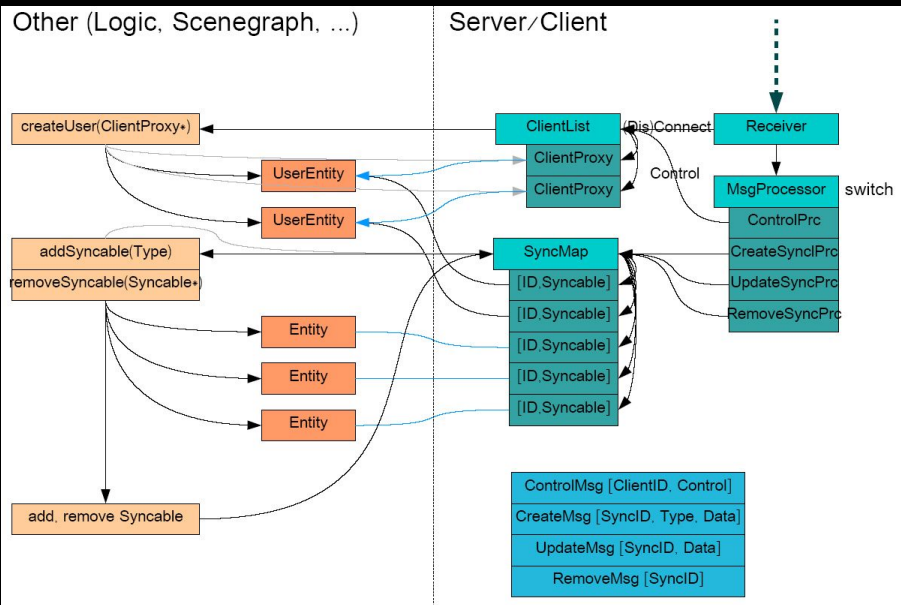 Other (Logic, Scenegraph, ...)
Server/Client
createUser(ClientProxy*)
ClientList
(Dis)Connect
Receiver
ClientProxy
Control
UserEntity
ClientProxy
MsgProcessor
switch
UserEntity
ControlPrc
addSyncable(Type)
SyncMap
CreateSynclPrc
removeSyncable(Syncable*)
[ID,Syncable]
UpdateSyncPrc
[ID,Syncable]
RemoveSyncPrc
Entity
[ID,Syncable]
Entity
[ID,Syncable]
Entity
[ID,Syncable]
ControlMsg [ClientID, Control]
add, remove Syncable
CreateMsg [SyncID, Type, Data]
UpdateMsg [SyncID, Data]
RemoveMsg [SyncID]